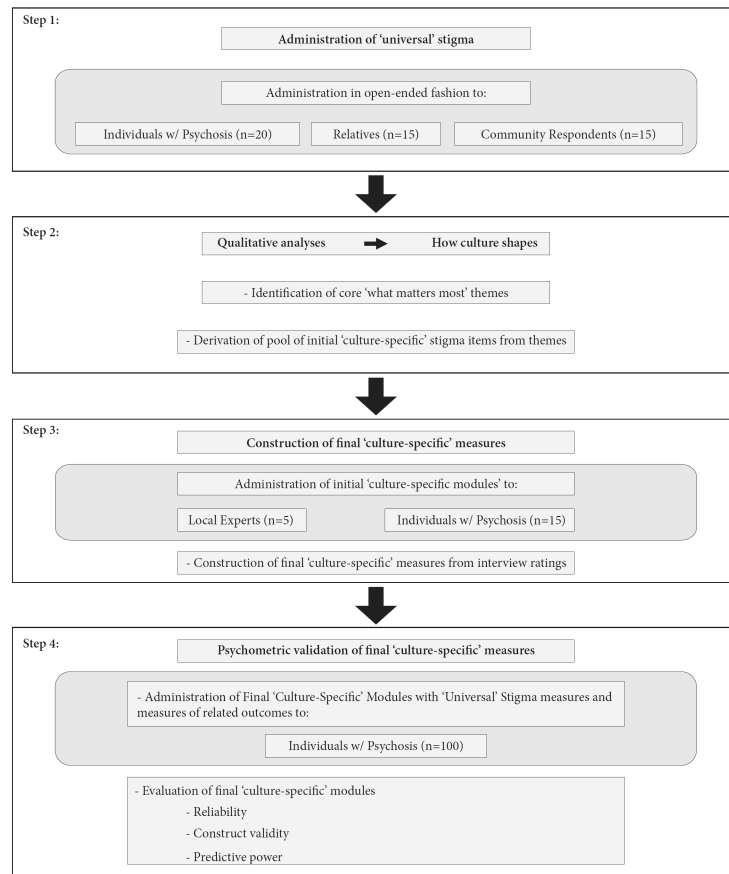 Step 1:
Administration of ‘universal’ stigma
Administration in open-ended fashion to:
Individuals w/ Psychosis (n=20) Relatives (n=15) Community Respondents (n=15)
Step 2:
Qualitative analyses How culture shapes
- Identification of core ‘what matters most’ themes
- Derivation of pool of initial ‘culture-specific’ stigma items from themes
Step 3:
Construction of final ‘culture-specific’ measures
Administration of initial ‘culture-specific modules’ to:
Local Experts (n=5) Individuals w/ Psychosis (n=15)
- Construction of final ‘culture-specific’ measures from interview ratings
Step 4:
Psychometric validation of final ‘culture-specific’ measures
- Administration of Final ‘Culture-Specific’ Modules with ‘Universal’ Stigma measures and
measures of related outcomes to:
Individuals w/ Psychosis (n=100)
- Evaluation of final ‘culture-specific’ modules
- Reliability
- Construct validity
- Predictive power